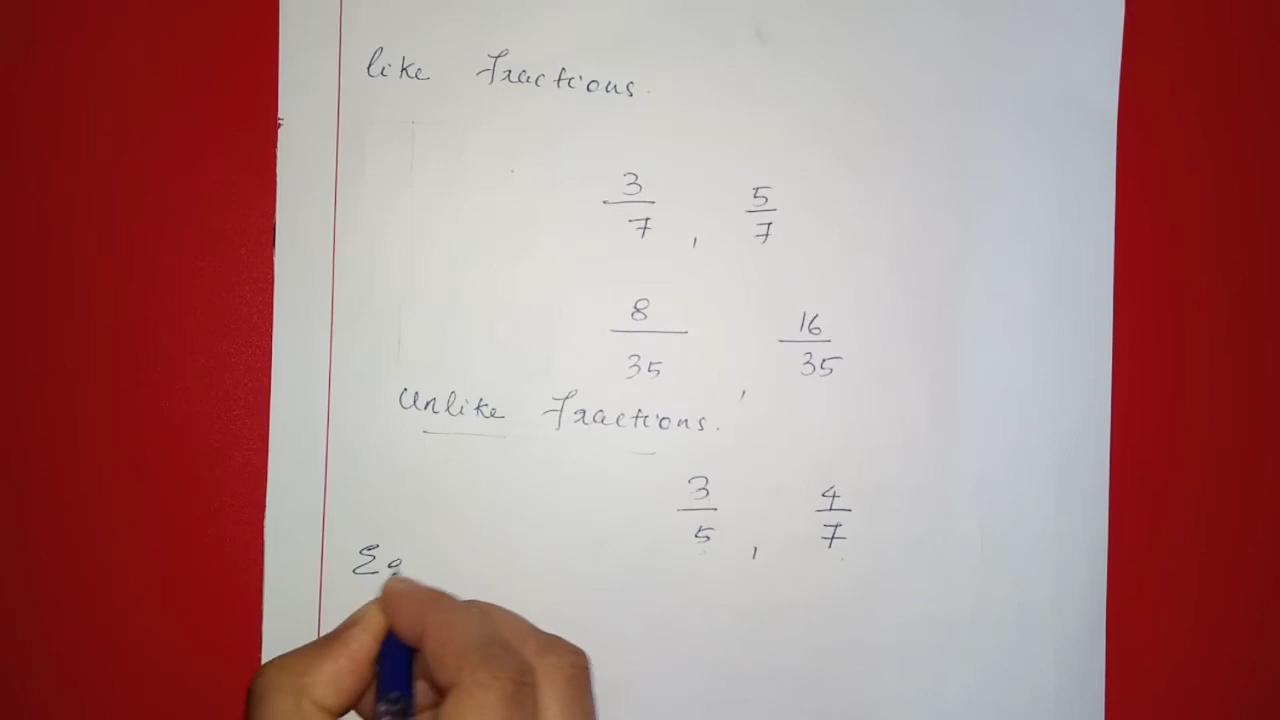 like fractions.
3/7 , 5/7
8/35 , 16/35
Unlike fractions.
3/5 , 4/7